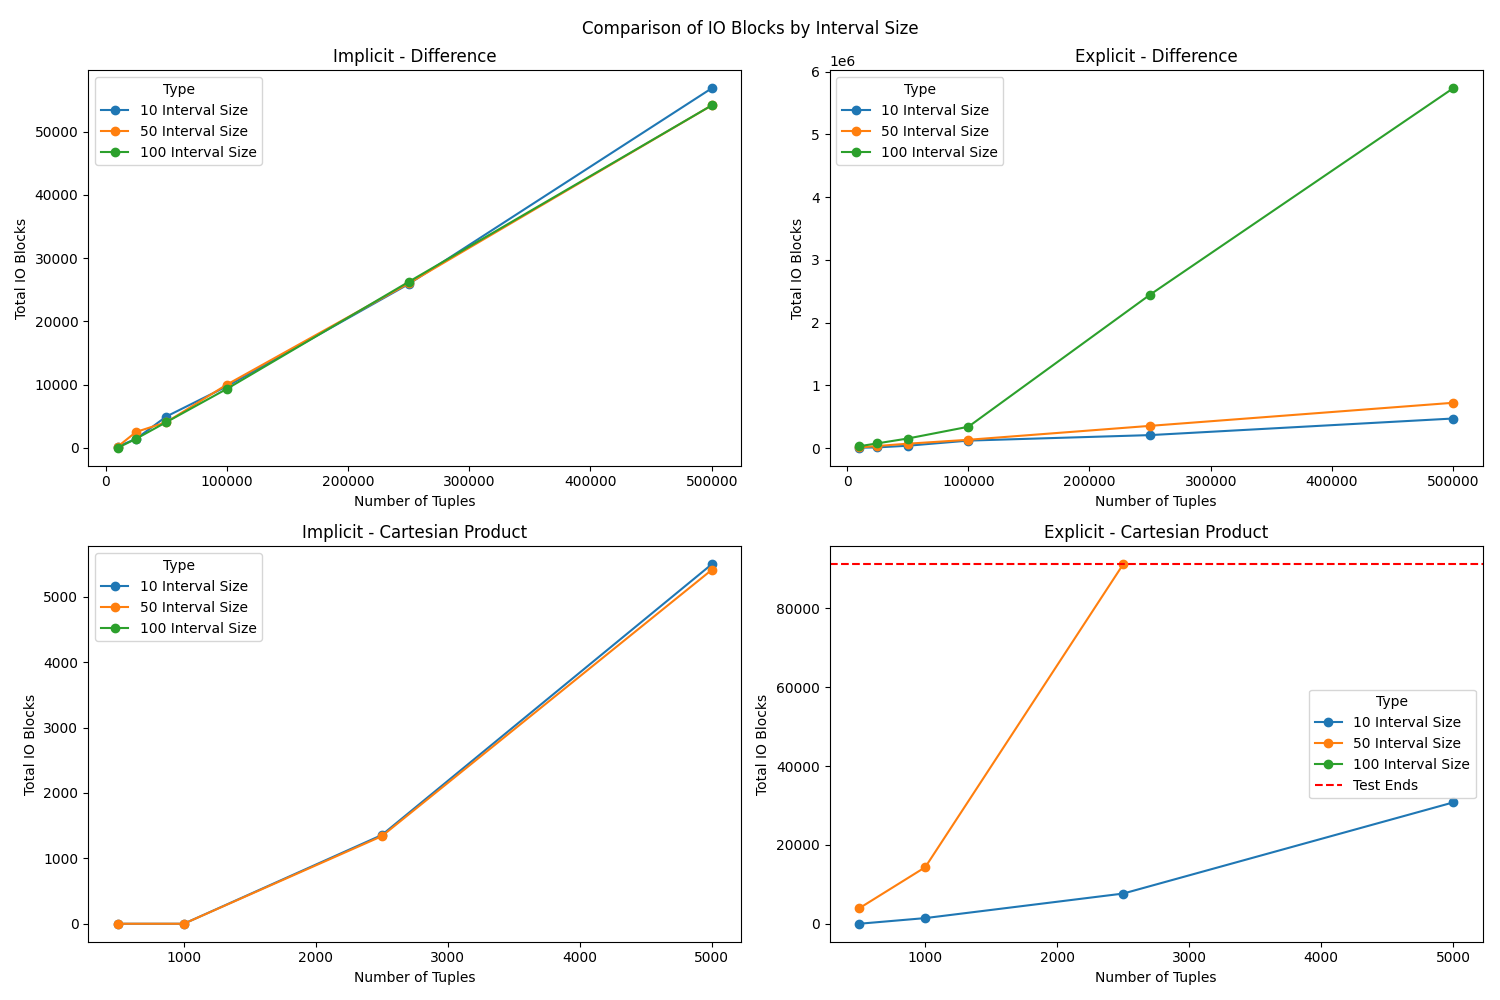 Comparison of IO Blocks by Interval Size
Implicit - Difference
Type
10 Interval Size
50 Interval Size
100 Interval Size
Total IO Blocks
50000
40000
30000
20000
10000
0
0 100000 200000 300000 400000 500000
Number of Tuples
Explicit - Difference
1e6
Type
10 Interval Size
50 Interval Size
100 Interval Size
Total IO Blocks
6
5
4
3
2
1
0
0 100000 200000 300000 400000 500000
Number of Tuples
Implicit - Cartesian Product
Type
10 Interval Size
50 Interval Size
100 Interval Size
Total IO Blocks
5000
4000
3000
2000
1000
0
1000 2000 3000 4000 5000
Number of Tuples
Explicit - Cartesian Product
Total IO Blocks
80000
60000
40000
20000
0
Type
10 Interval Size
50 Interval Size
100 Interval Size
Test Ends
1000 2000 3000 4000 5000
Number of Tuples